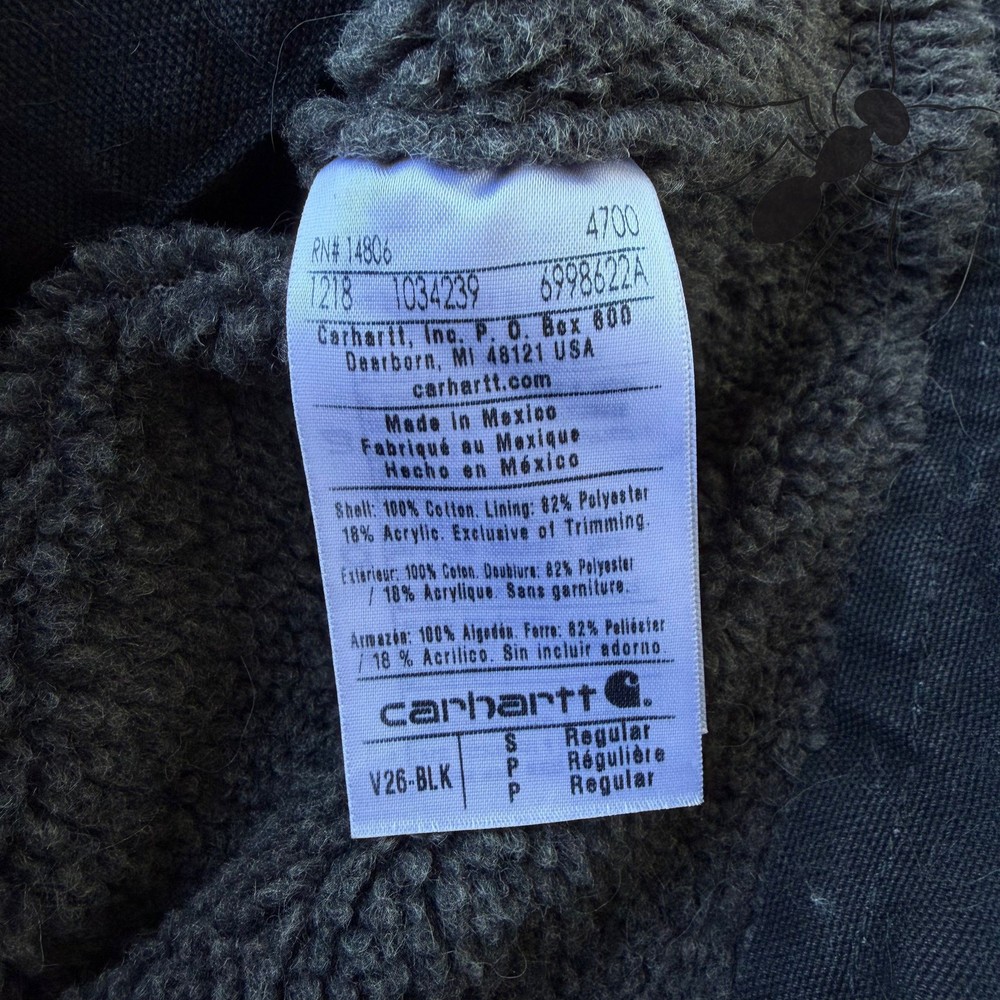 4700
RN# 14806
1218 1034239 6998622A
Carhartt, Inc. P. O. Box 600
Dearborn, MI 48121 USA
carhartt.com
Made in Mexico
Fabriqué au Mexique
Hecho en México
Shell: 100% Cotton. Lining: 82% Polyester
18% Acrylic. Exclusive of Trimming.
Exterieur: 100% Coton. Doublure: 82% Polyester
/ 18% Acrylique. Sans garniture.
Armazón: 100% Algodón. Forro: 82% Poliéster
/ 18 % Acrilico. Sin incluir adorno
carhartt
V26-BLK S Regular
P Régulière
P Regular